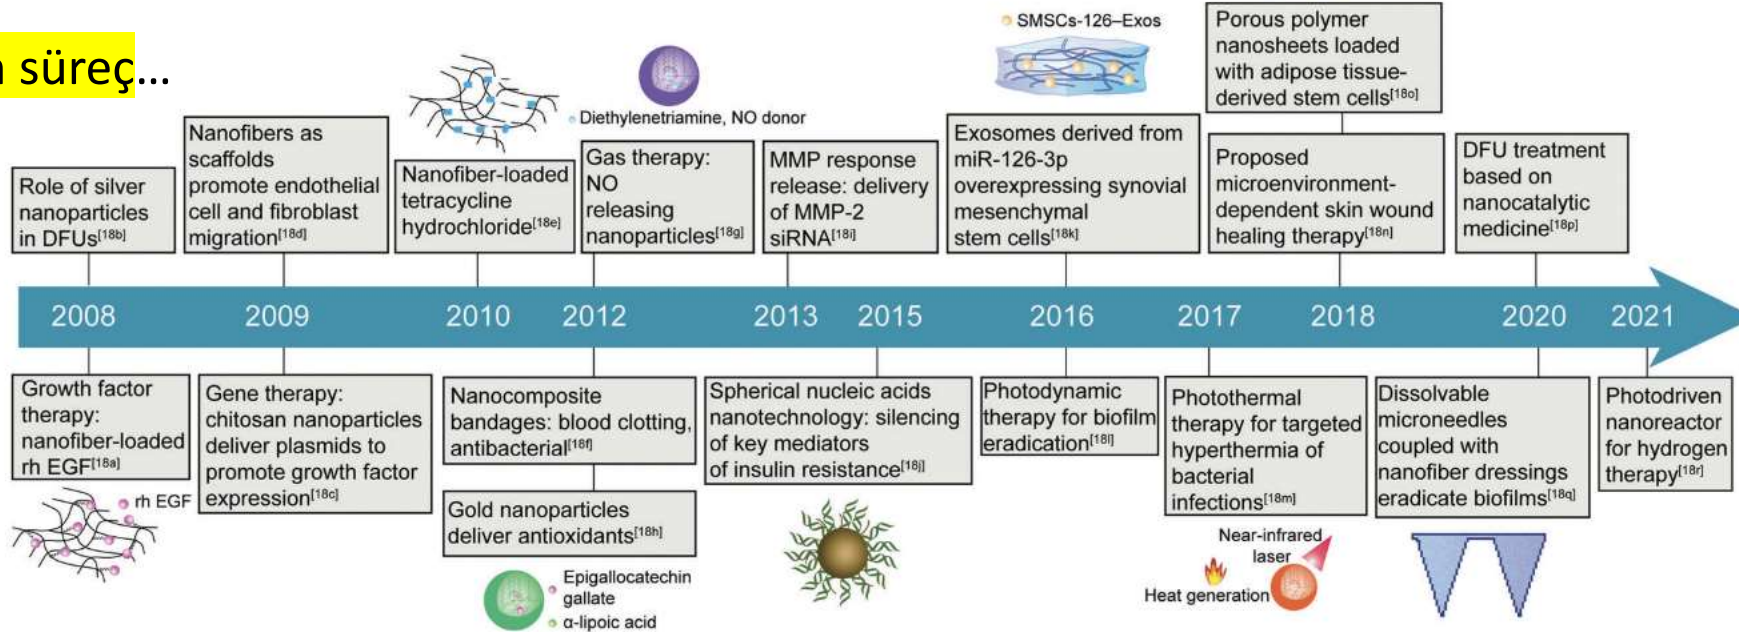 süreç...
SMSCs-126–Exos
Diethylenetriamine, NO donor
Role of silver
nanoparticles
in DFUs[18b]
Nanofibers as
scaffolds
promote endothelial
cell and fibroblast
migration[18d]
Nanofiber-loaded
tetracycline
hydrochloride[18e]
Gas therapy:
NO
releasing
nanoparticles[18g]
MMP response
release: delivery
of MMP-2
siRNA[18i]
Exosomes derived from
miR-126-3p
overexpressing synovial
mesenchymal
stem cells[18k]
Porous polymer
nanosheets loaded
with adipose tissue-
derived stem cells[18o]
Proposed
microenvironment-
dependent skin wound
healing therapy[18n]
DFU treatment
based on
nanocatalytic
medicine[18p]
2008 2009 2010 2012 2013 2015 2016 2017 2018 2020 2021
Growth factor
therapy:
nanofiber-loaded
rh EGF[18a]
rh EGF
Gene therapy:
chitosan nanoparticles
deliver plasmids to
promote growth factor
expression[18c]
Nanocomposite
bandages: blood clotting,
antibacterial[18f]
Gold nanoparticles
deliver antioxidants[18h]
Epigallocatechin
gallate
α-lipoic acid
Spherical nucleic acids
nanotechnology: silencing
of key mediators
of insulin resistance[18j]
Photodynamic
therapy for biofilm
eradication[18l]
Photothermal
therapy for targeted
hyperthermia of
bacterial
infections[18m]
Near-infrared
laser
Heat generation
Dissolvable
microneedles
coupled with
nanofiber dressings
eradicate biofilms[18q]
Photodriven
nanoreactor
for hydrogen
therapy[18r]